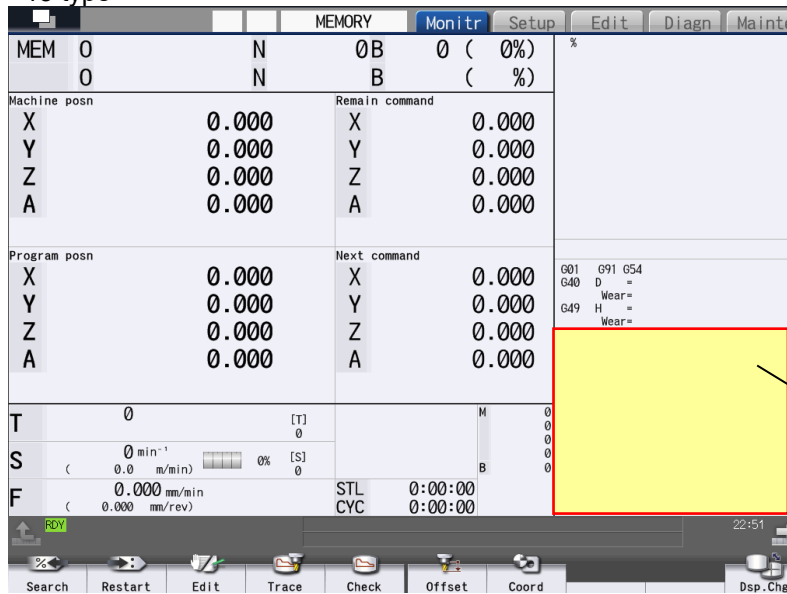 15-type
MEMORY Monitr Setup Edit Diagn Mainte
MEM O N 0B 0 ( 0%)
O N B ( %)
%
Machine posn
X 0.000
Y 0.000
Z 0.000
A 0.000
Remain command
X 0.000
Y 0.000
Z 0.000
A 0.000
Program posn
X 0.000
Y 0.000
Z 0.000
A 0.000
Next command
X 0.000
Y 0.000
Z 0.000
A 0.000
G01 G91 G54
G40 D =
Wear=
G49 H =
Wear=
T 0 [T]
0
S 0 min⁻¹ 0% [S]
( 0.0 m/min) 0
F 0.000 mm/min
( 0.000 mm/rev)
M 0
0
0
0
B 0
STL 0:00:00
CYC 0:00:00
RDY
22:51
Search Restart Edit Trace Check Offset Coord Dsp.Chg